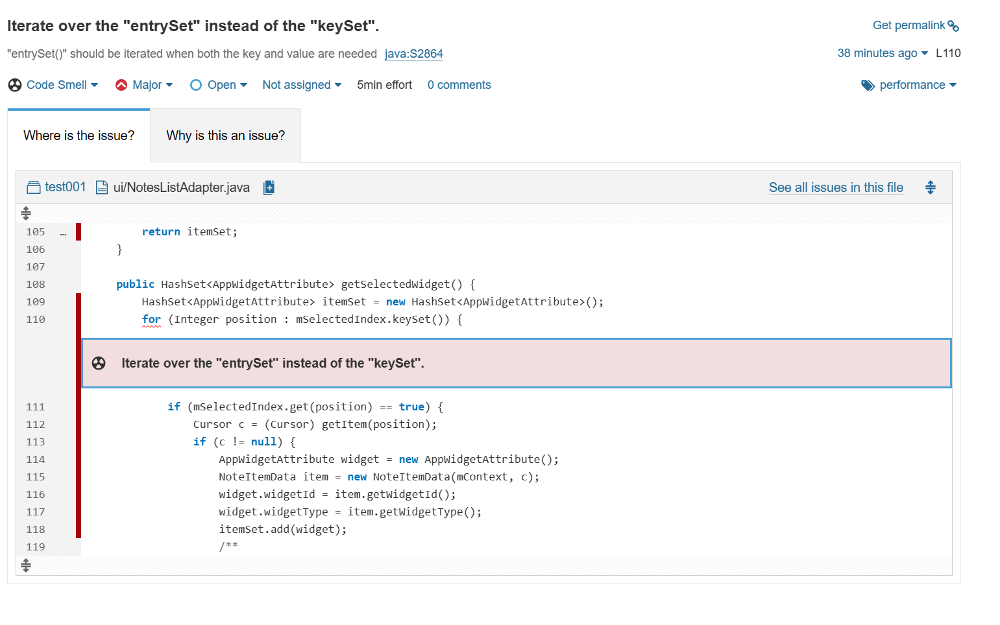 Iterate over the "entrySet" instead of the "keySet".
Get permalink
"entrySet()" should be iterated when both the key and value are needed java:S2864
38 minutes ago L110
Code Smell Major Open Not assigned 5min effort 0 comments
performance
Where is the issue? Why is this an issue?
test001 ui/NotesListAdapter.java
See all issues in this file
105 … return itemSet;
106 }
107
108 public HashSet<AppWidgetAttribute> getSelectedWidget() {
109 HashSet<AppWidgetAttribute> itemSet = new HashSet<AppWidgetAttribute>();
110 for (Integer position : mSelectedIndex.keySet()) {
Iterate over the "entrySet" instead of the "keySet".
111 if (mSelectedIndex.get(position) == true) {
112 Cursor c = (Cursor) getItem(position);
113 if (c != null) {
114 AppWidgetAttribute widget = new AppWidgetAttribute();
115 NoteItemData item = new NoteItemData(mContext, c);
116 widget.widgetId = item.getWidgetId();
117 widget.widgetType = item.getWidgetType();
118 itemSet.add(widget);
119 /**